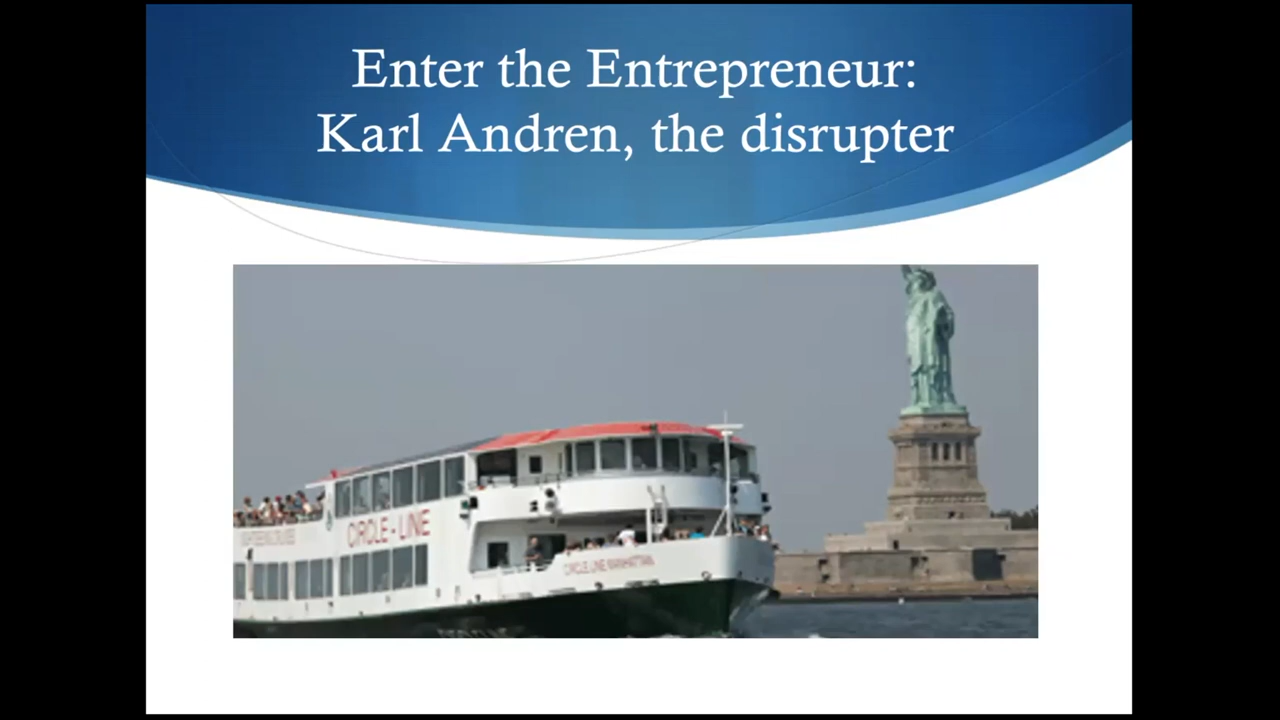 Enter the Entrepreneur:
Karl Andren, the disrupter
CIRCLE-LINE
CIRCLE LINE MANHATTAN